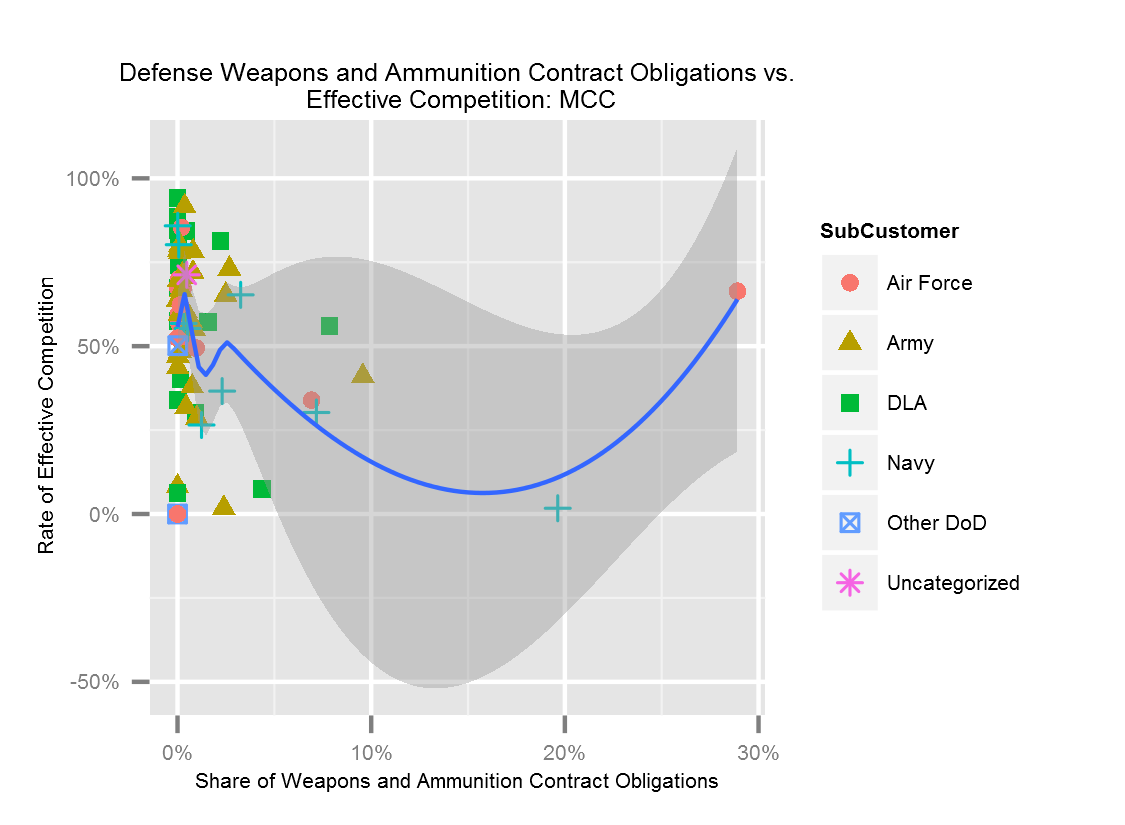 Defense Weapons and Ammunition Contract Obligations vs.
Effective Competition: MCC
100%
50%
0%
-50%
Rate of Effective Competition
0%
10%
20%
30%
Share of Weapons and Ammunition Contract Obligations
SubCustomer
Air Force
Army
DLA
Navy
Other DoD
Uncategorized